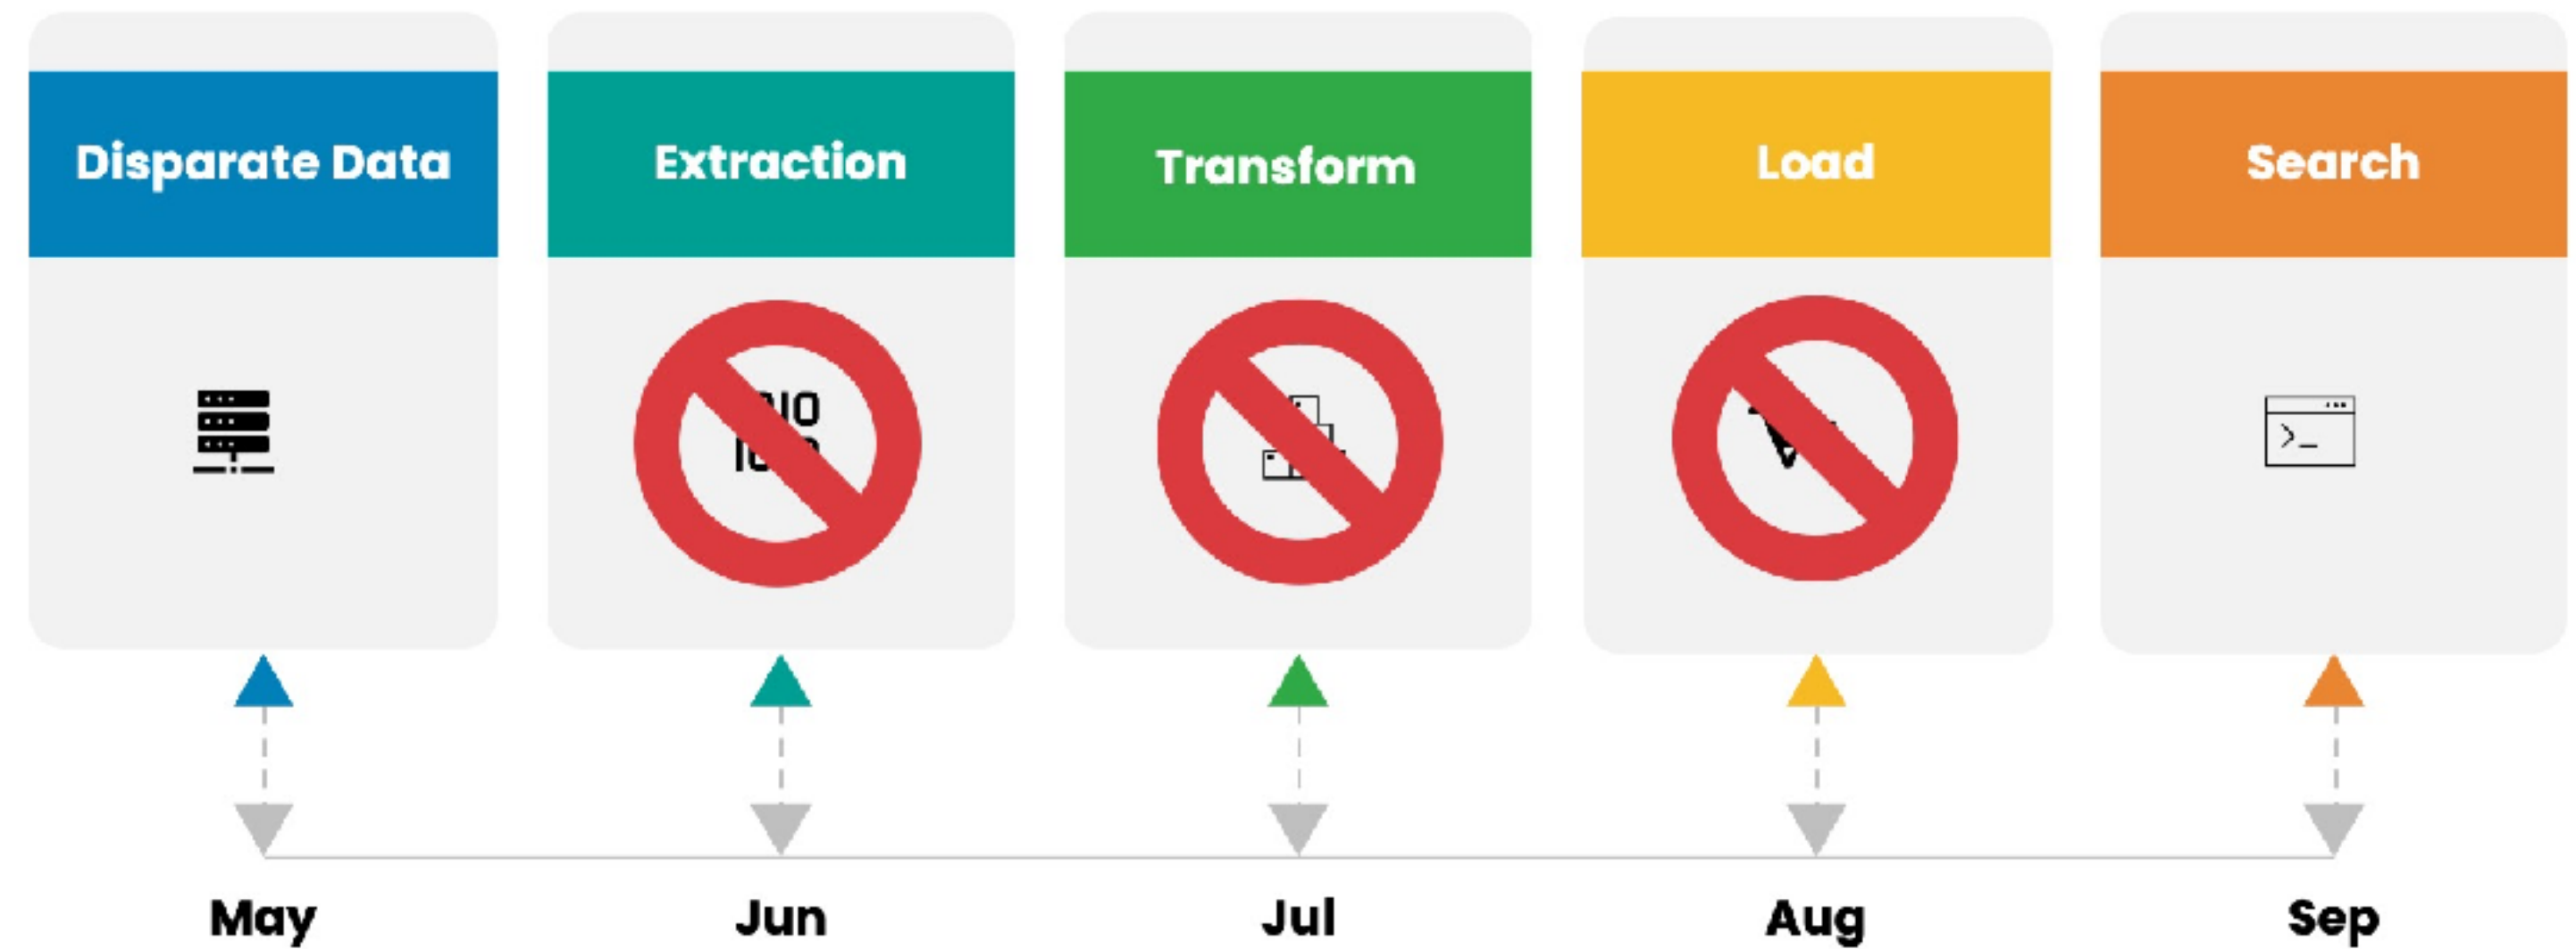 Disparate Data
Extraction
Transform
Load
Search
>_
May
Jun
Jul
Aug
Sep